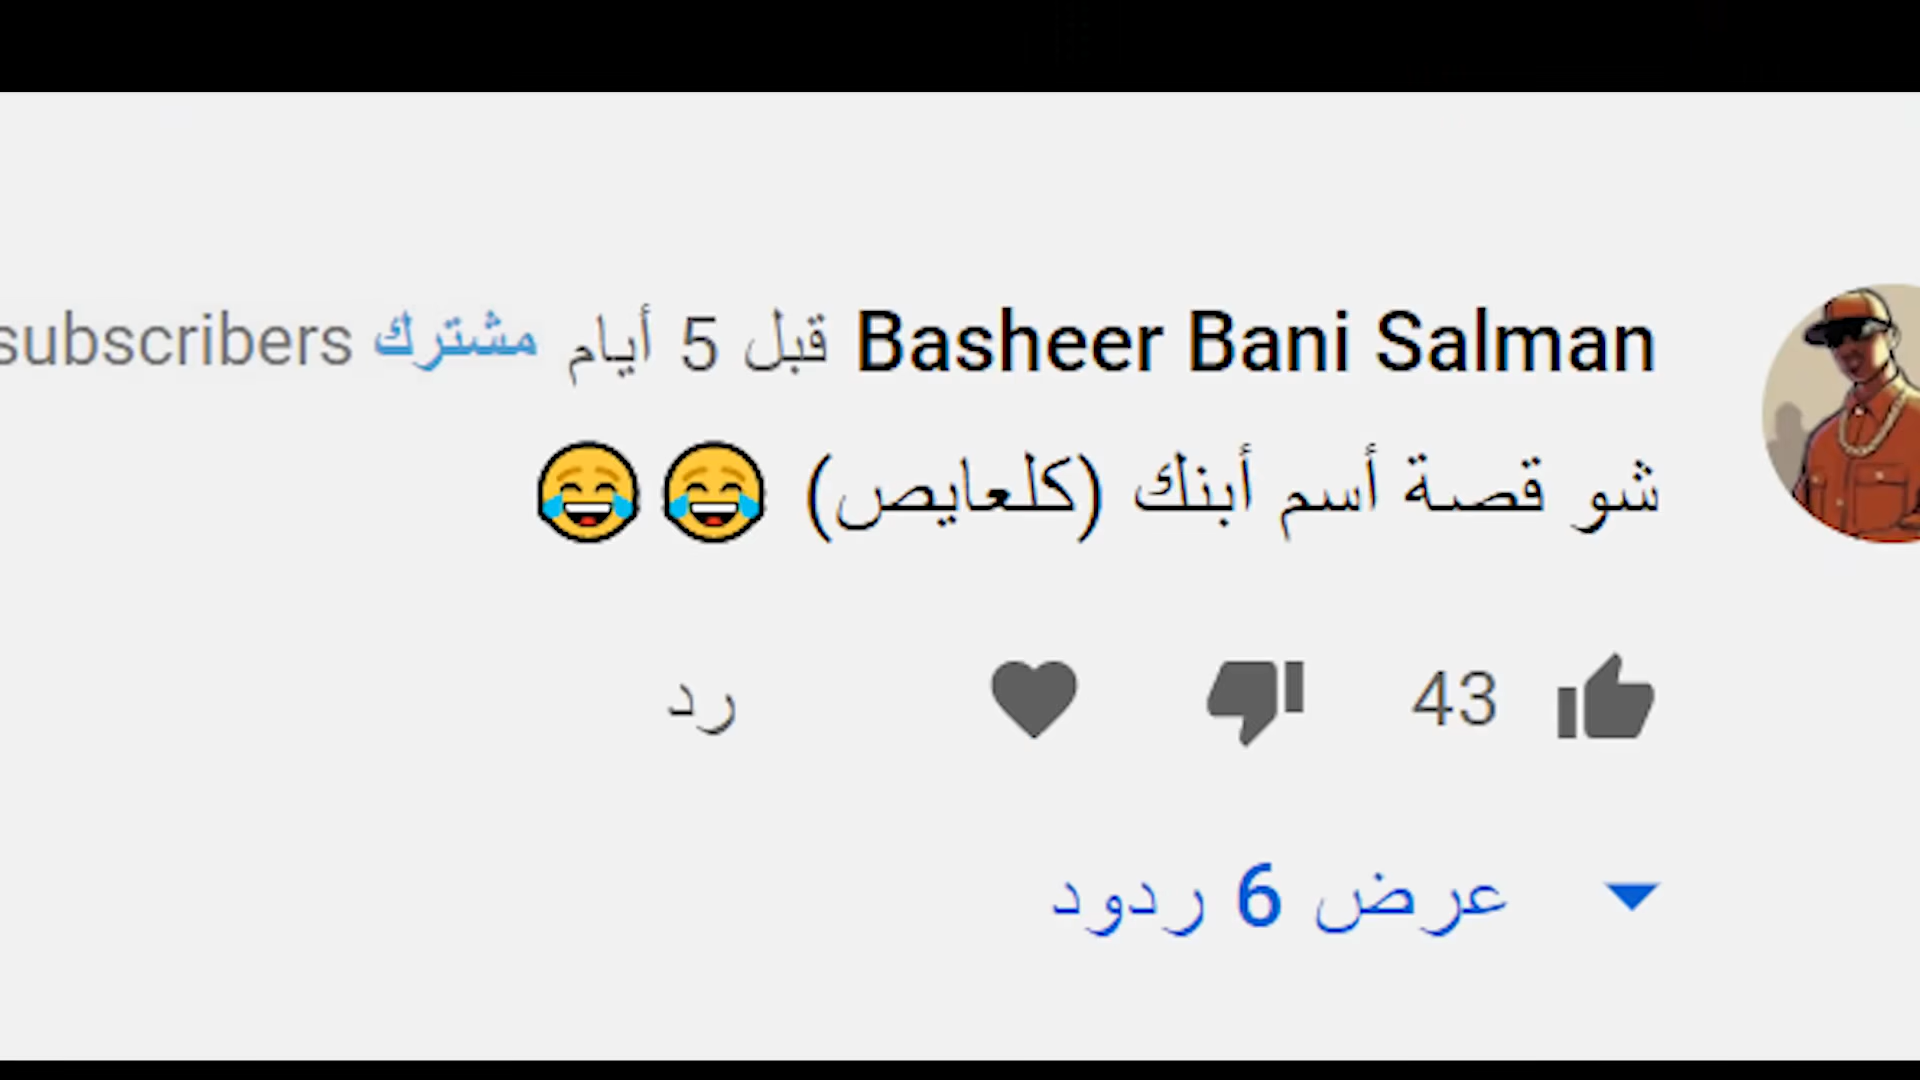 Basheer Bani Salman قبل 5 أيام مشترك subscribers
شو قصة أسم أبنك (كلعايص) 😂😂
43 رد
عرض 6 ردود